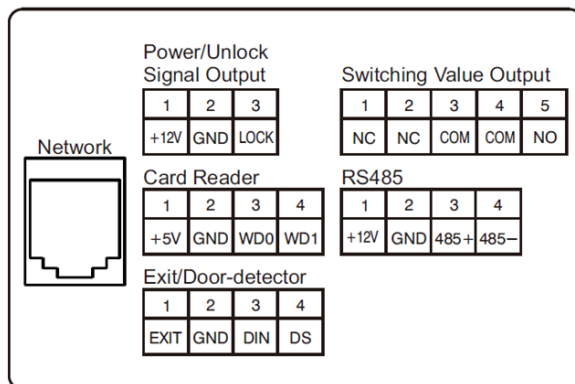 Power/Unlock
Signal Output
1 2 3
+12V GND LOCK
Switching Value Output
1 2 3 4 5
NC NC COM COM NO
Network
Card Reader
1 2 3 4
+5V GND WD0 WD1
RS485
1 2 3 4
+12V GND 485+ 485−
Exit/Door-detector
1 2 3 4
EXIT GND DIN DS